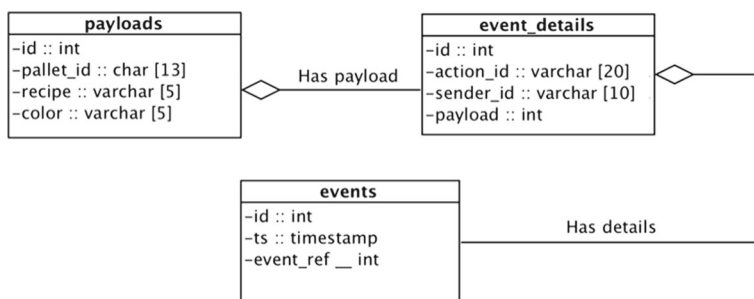 payloads
-id :: int
-pallet_id :: char [13]
-recipe :: varchar [5]
-color :: varchar [5]
Has payload
event_details
-id :: int
-action_id :: varchar [20]
-sender_id :: varchar [10]
-payload :: int
events
-id :: int
-ts :: timestamp
-event_ref __ int
Has details